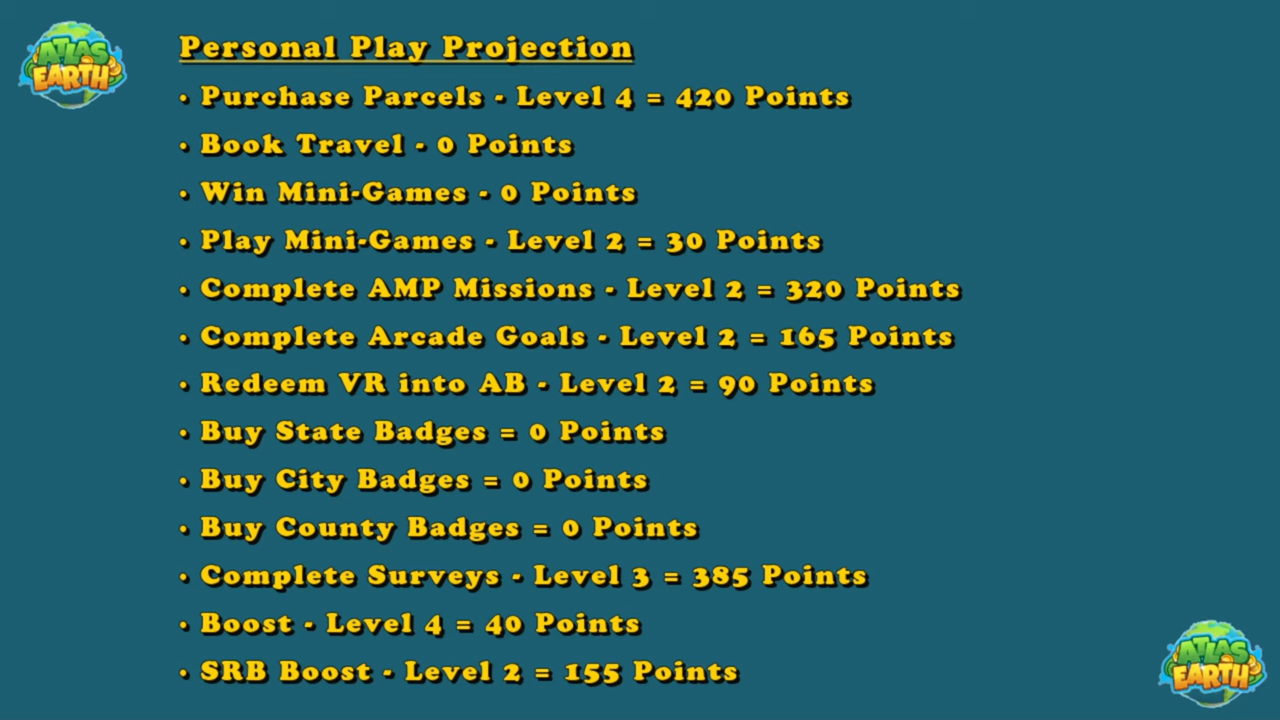 ATLAS
EARTH
Personal Play Projection
• Purchase Parcels - Level 4 = 420 Points
• Book Travel - 0 Points
• Win Mini-Games - 0 Points
• Play Mini-Games - Level 2 = 30 Points
• Complete AMP Missions - Level 2 = 320 Points
• Complete Arcade Goals - Level 2 = 165 Points
• Redeem VR into AB - Level 2 = 90 Points
• Buy State Badges = 0 Points
• Buy City Badges = 0 Points
• Buy County Badges = 0 Points
• Complete Surveys - Level 3 = 385 Points
• Boost - Level 4 = 40 Points
• SRB Boost - Level 2 = 155 Points
ATLAS
EARTH